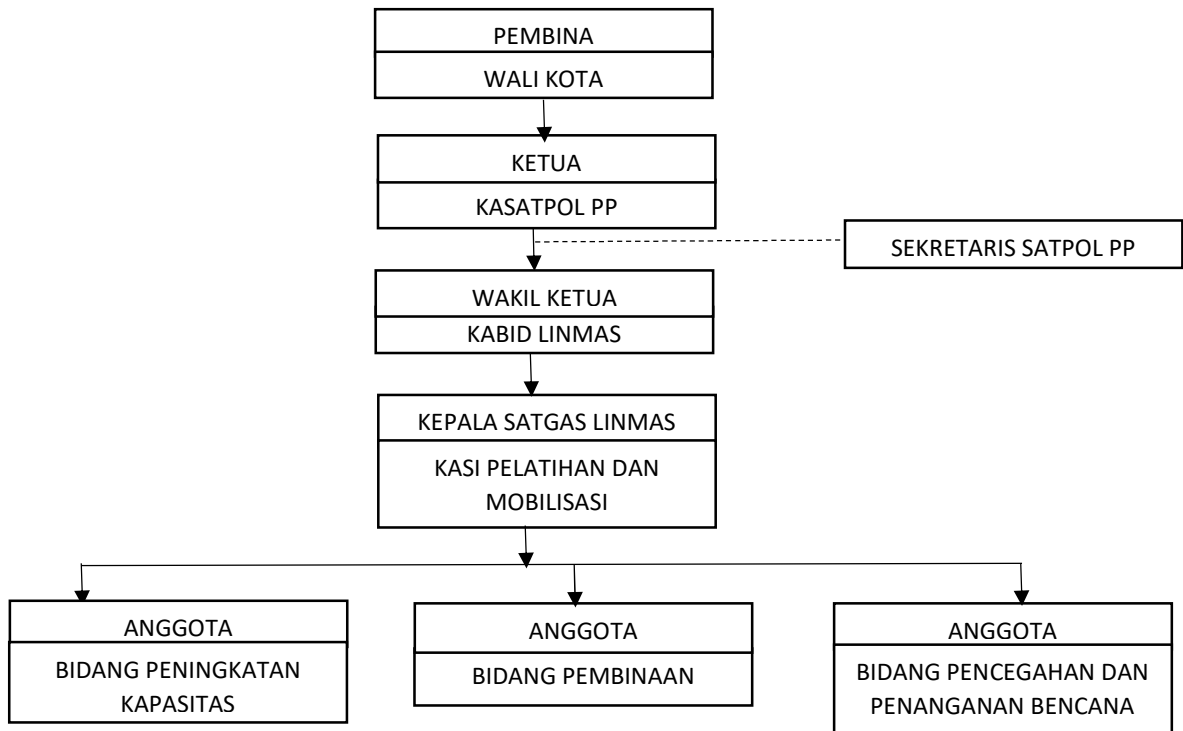 PEMBINA
WALI KOTA
KETUA
KASATPOL PP
SEKRETARIS SATPOL PP
WAKIL KETUA
KABID LINMAS
KEPALA SATGAS LINMAS
KASI PELATIHAN DAN
MOBILISASI
ANGGOTA
BIDANG PENINGKATAN
KAPASITAS
ANGGOTA
BIDANG PEMBINAAN
ANGGOTA
BIDANG PENCEGAHAN DAN
PENANGANAN BENCANA